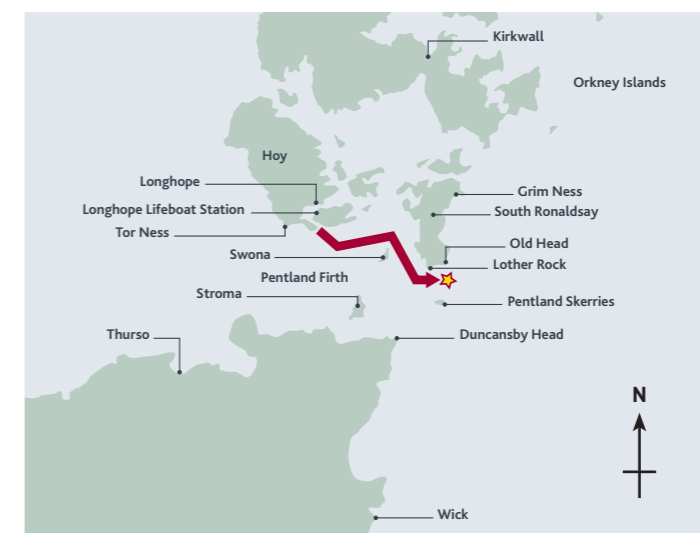 Kirkwall
Orkney Islands
Hoy
Longhope
Grim Ness
Longhope Lifeboat Station
South Ronaldsay
Tor Ness
Old Head
Swona
Lother Rock
Pentland Firth
Stroma
Pentland Skerries
Thurso
Duncansby Head
N
Wick